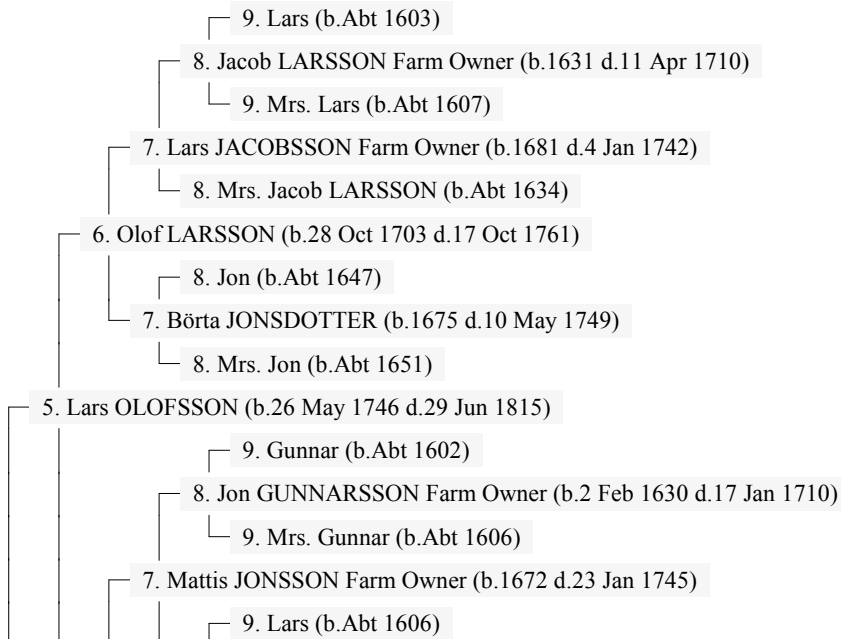 9. Lars (b.Abt 1603)
8. Jacob LARSSON Farm Owner (b.1631 d.11 Apr 1710)
9. Mrs. Lars (b.Abt 1607)
7. Lars JACOBSSON Farm Owner (b.1681 d.4 Jan 1742)
8. Mrs. Jacob LARSSON (b.Abt 1634)
6. Olof LARSSON (b.28 Oct 1703 d.17 Oct 1761)
8. Jon (b.Abt 1647)
7. Börta JONSDOTTER (b.1675 d.10 May 1749)
8. Mrs. Jon (b.Abt 1651)
5. Lars OLOFSSON (b.26 May 1746 d.29 Jun 1815)
9. Gunnar (b.Abt 1602)
8. Jon GUNNARSSON Farm Owner (b.2 Feb 1630 d.17 Jan 1710)
9. Mrs. Gunnar (b.Abt 1606)
7. Mattis JONSSON Farm Owner (b.1672 d.23 Jan 1745)
9. Lars (b.Abt 1606)